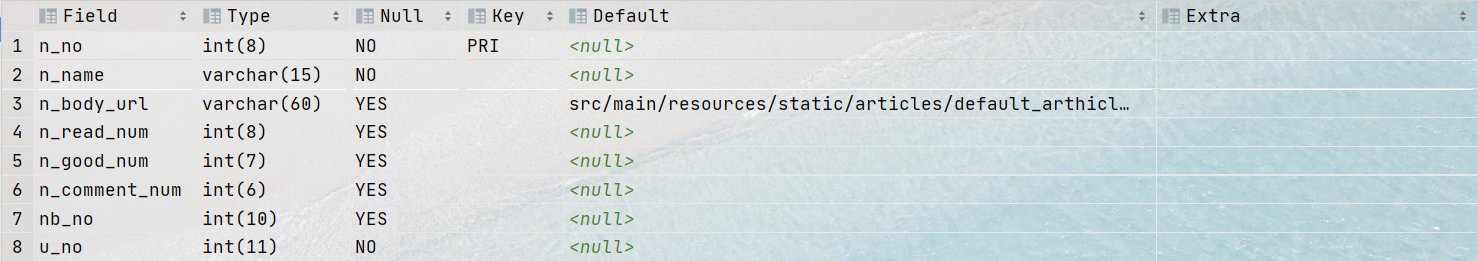 Field Type Null Key Default Extra
1 n_no int(8) NO PRI <null>
2 n_name varchar(15) NO <null>
3 n_body_url varchar(60) YES src/main/resources/static/articles/default_arthicl…
4 n_read_num int(8) YES <null>
5 n_good_num int(7) YES <null>
6 n_comment_num int(6) YES <null>
7 nb_no int(10) YES <null>
8 u_no int(11) NO <null>